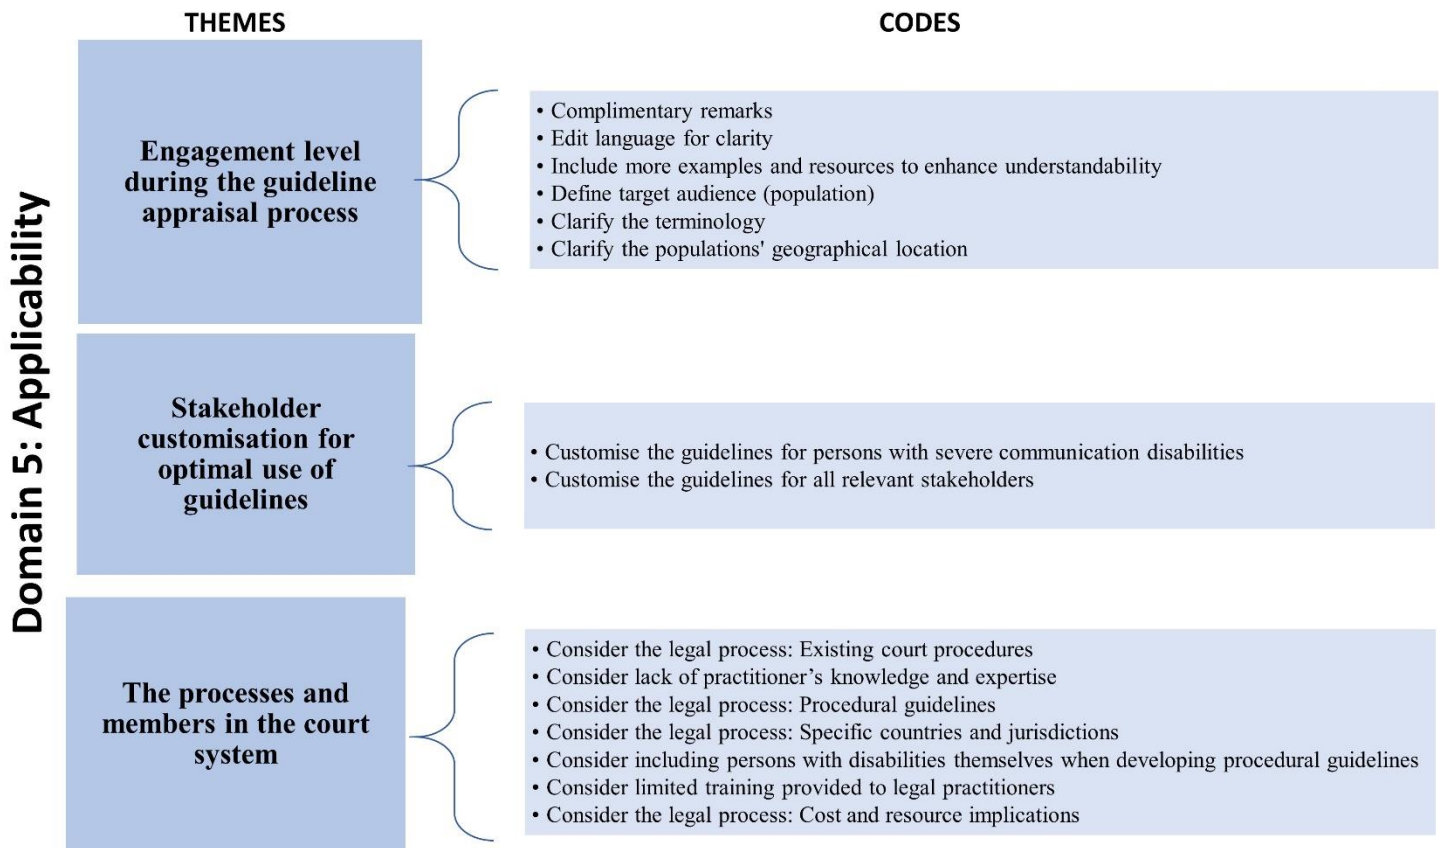 THEMES
CODES
Domain 5: Applicability
Engagement level
during the guideline
appraisal process
• Complimentary remarks
• Edit language for clarity
• Include more examples and resources to enhance understandability
• Define target audience (population)
• Clarify the terminology
• Clarify the populations' geographical location
Stakeholder
customisation for
optimal use of
guidelines
• Customise the guidelines for persons with severe communication disabilities
• Customise the guidelines for all relevant stakeholders
The processes and
members in the court
system
• Consider the legal process: Existing court procedures
• Consider lack of practitioner’s knowledge and expertise
• Consider the legal process: Procedural guidelines
• Consider the legal process: Specific countries and jurisdictions
• Consider including persons with disabilities themselves when developing procedural guidelines
• Consider limited training provided to legal practitioners
• Consider the legal process: Cost and resource implications